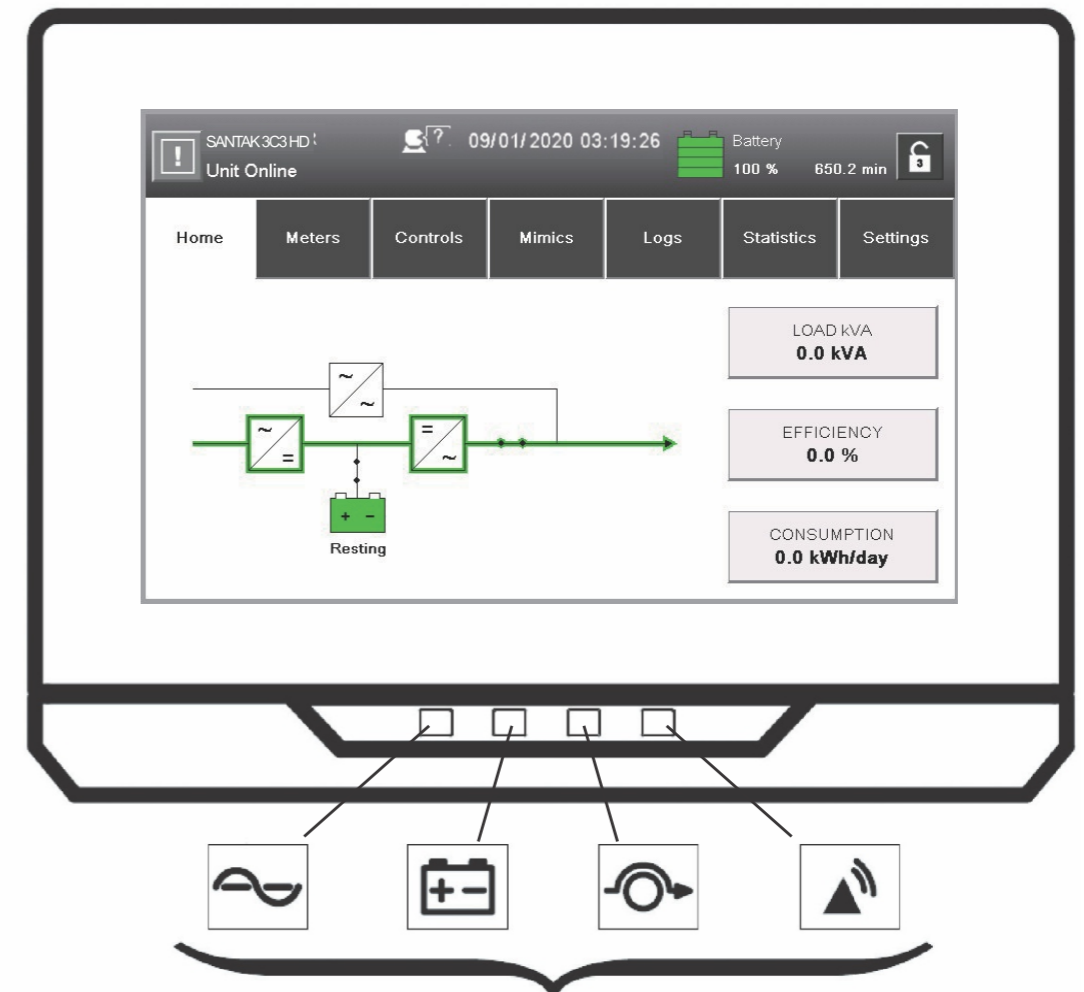 SANTAK 3C3 HD
Unit Online
? 09/01/2020 03:19:26
Battery
100 % 650.2 min
3
Home Meters Controls Mimics Logs Statistics Settings
LOAD kVA
0.0 kVA
EFFICIENCY
0.0 %
CONSUMPTION
0.0 kWh/day
+ -
Resting
+ -